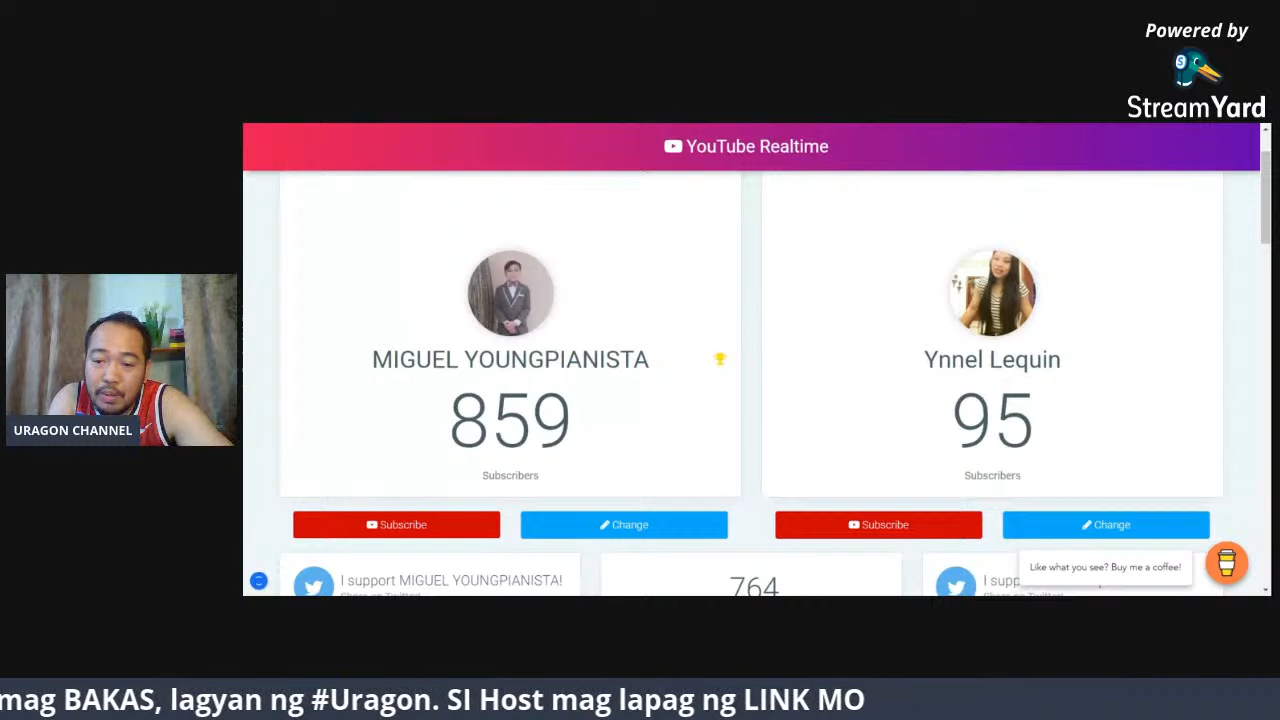 Powered by
StreamYard
YouTube Realtime
MIGUEL YOUNGPIANISTA
859
Subscribers
Subscribe
Change
Ynnel Lequin
95
Subscribers
Subscribe
Change
I support MIGUEL YOUNGPIANISTA!
764
I sup
Like what you see? Buy me a coffee!
URAGON CHANNEL
mag BAKAS, lagyan ng #Uragon. SI Host mag lapag ng LINK MO